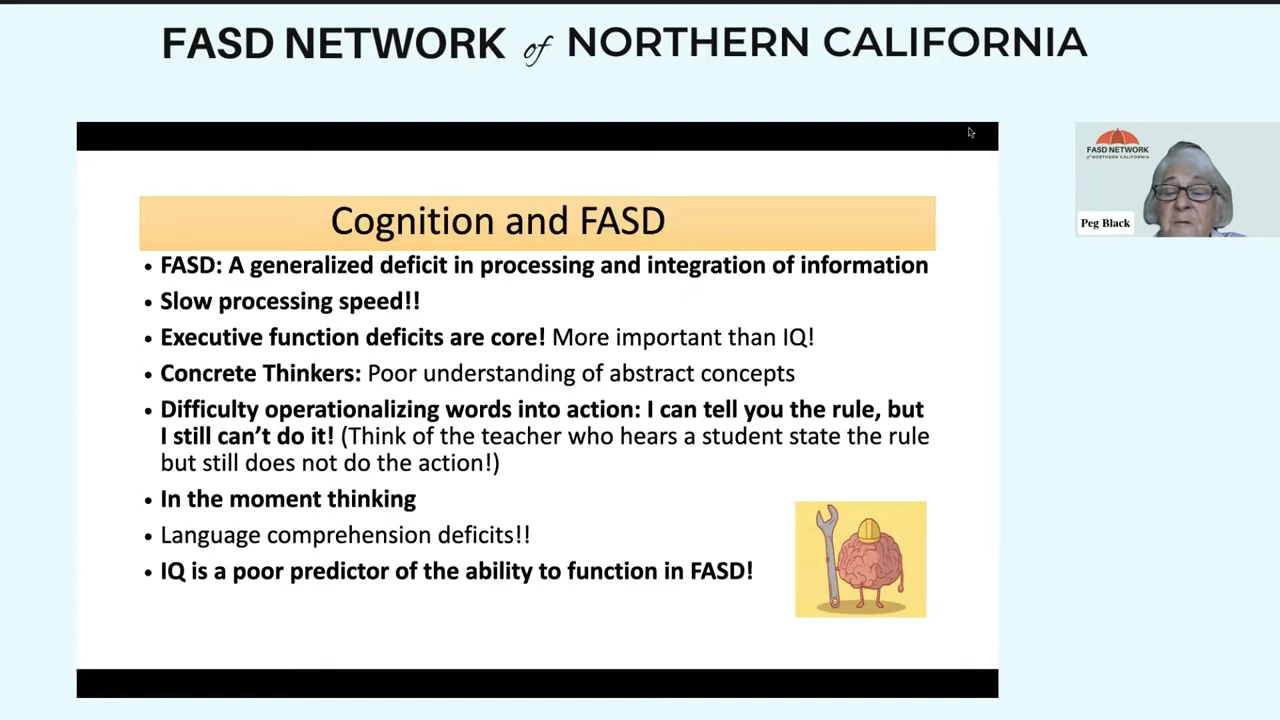 FASD NETWORK of NORTHERN CALIFORNIA
FASD NETWORK
of NORTHERN CALIFORNIA
Peg Black
Cognition and FASD
• FASD: A generalized deficit in processing and integration of information
• Slow processing speed!!
• Executive function deficits are core! More important than IQ!
• Concrete Thinkers: Poor understanding of abstract concepts
• Difficulty operationalizing words into action: I can tell you the rule, but
I still can’t do it! (Think of the teacher who hears a student state the rule
but still does not do the action!)
• In the moment thinking
• Language comprehension deficits!!
• IQ is a poor predictor of the ability to function in FASD!